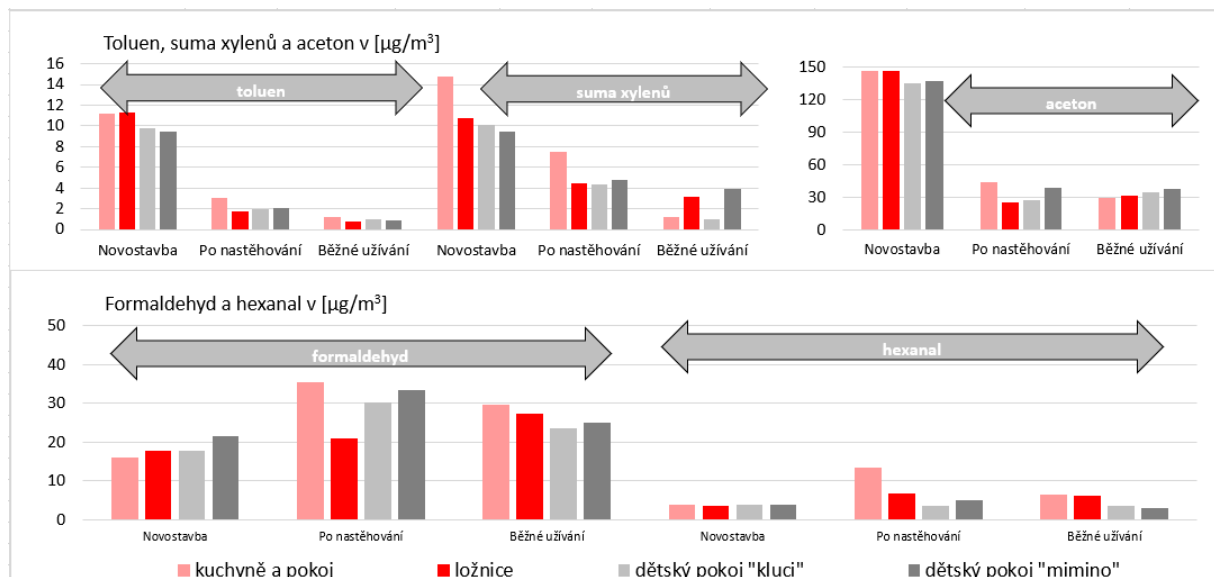 Toluen, suma xylenů a aceton v [µg/m³]
16
14
12
10
8
6
4
2
0
toluen
suma xylenů
Novostavba
Po nastěhování
Běžné užívání
Novostavba
Po nastěhování
Běžné užívání
150
120
90
60
30
0
aceton
Novostavba
Po nastěhování
Běžné užívání
Formaldehyd a hexanal v [µg/m³]
50
40
30
20
10
0
formaldehyd
hexanal
Novostavba
Po nastěhování
Běžné užívání
Novostavba
Po nastěhování
Běžné užívání
kuchyně a pokoj
ložnice
dětský pokoj "kluci"
dětský pokoj "mimino"